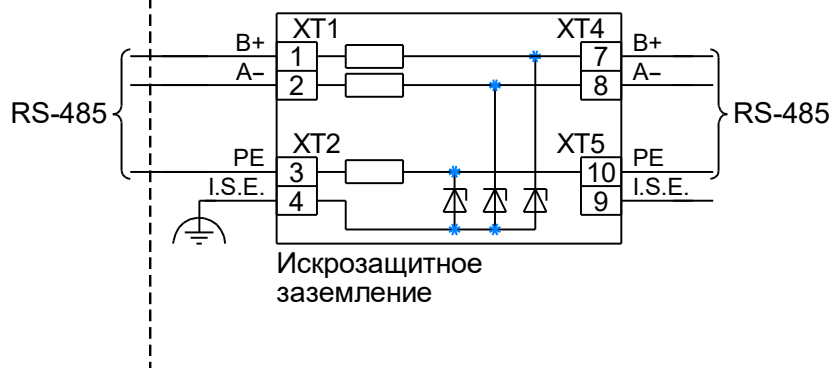 XT1 XT4
B+ 1 7 B+
A– 2 8 A–
RS-485 RS-485
XT2 XT5
PE 3 10 PE
I.S.E. 4 9 I.S.E.
Искрозащитное
заземление